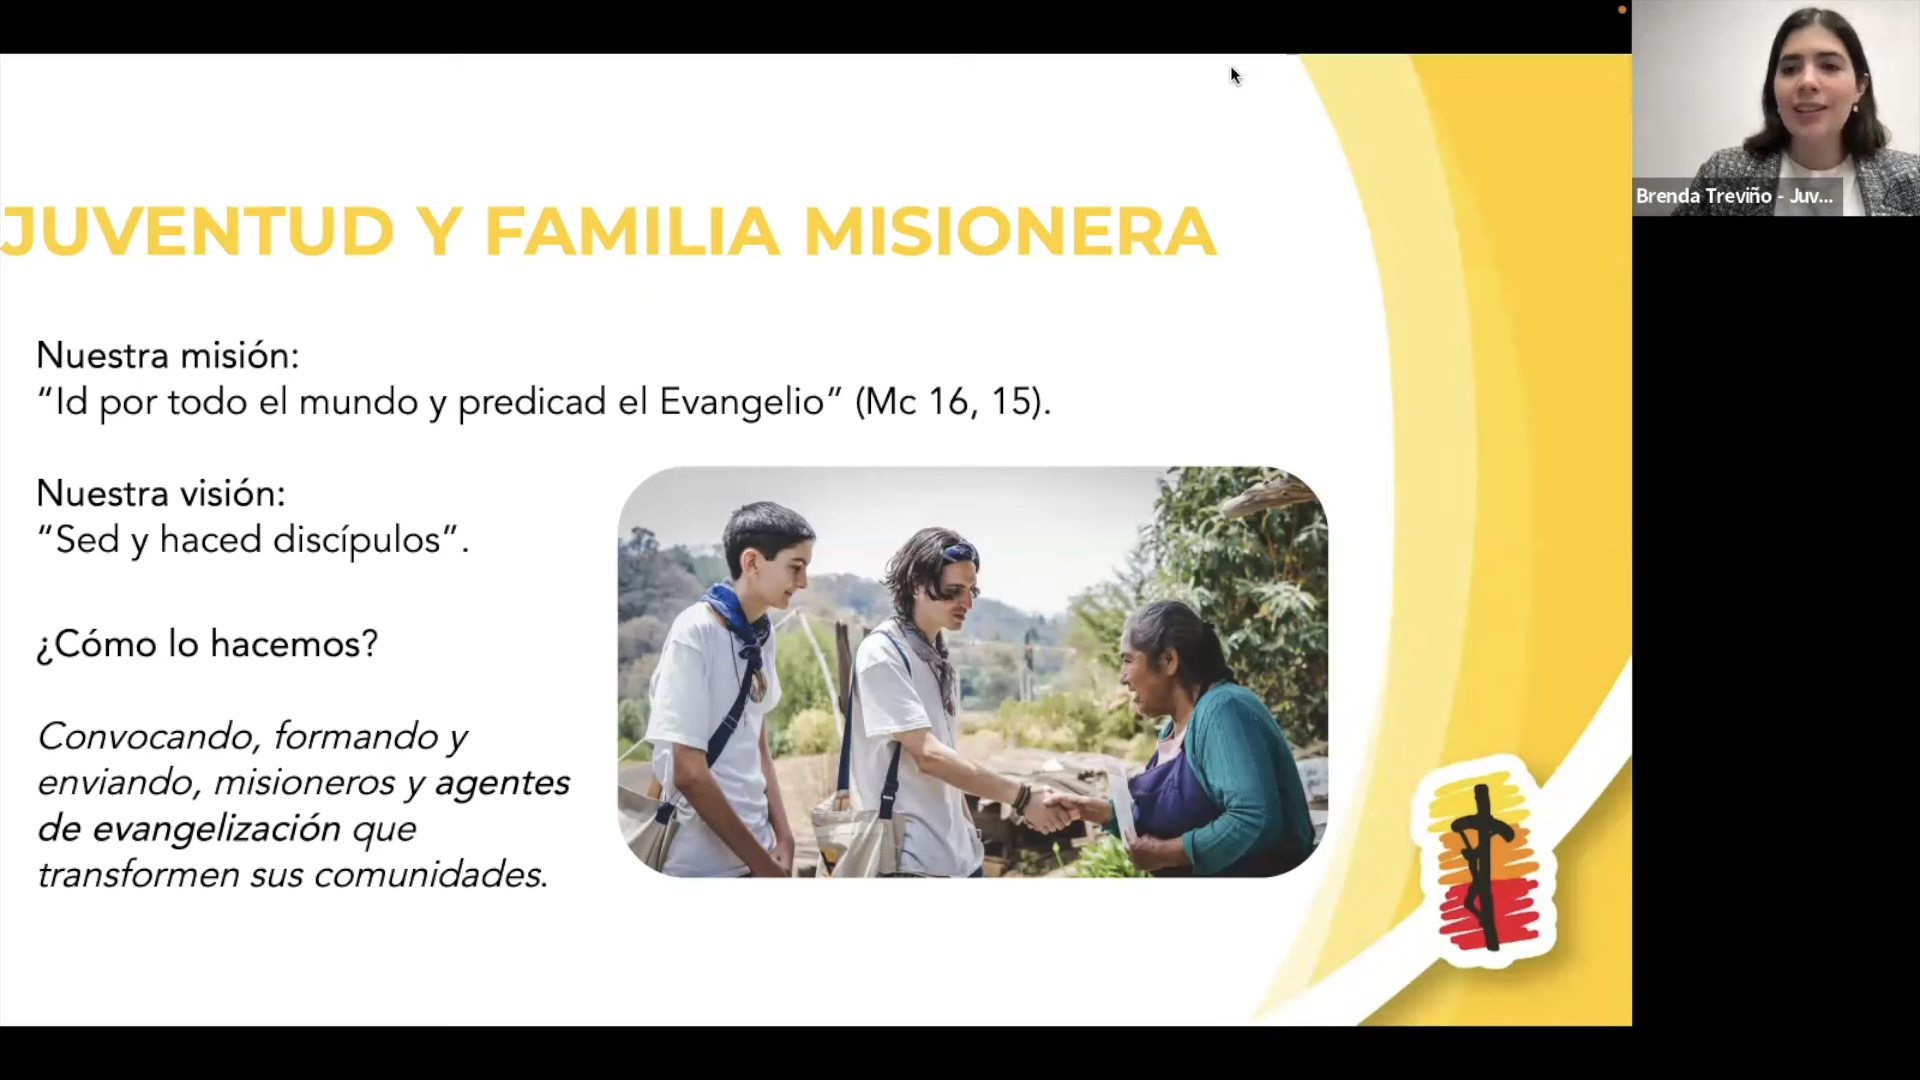 JUVENTUD Y FAMILIA MISIONERA
Nuestra misión:
“Id por todo el mundo y predicad el Evangelio” (Mc 16, 15).
Nuestra visión:
“Sed y haced discípulos”.
¿Cómo lo hacemos?
Convocando, formando y
enviando, misioneros y agentes
de evangelización que
transformen sus comunidades.
Brenda Treviño - Juv...